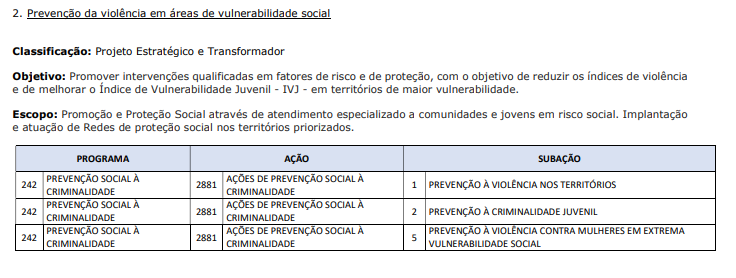 2. Prevenção da violência em áreas de vulnerabilidade social
Classificação: Projeto Estratégico e Transformador
Objetivo: Promover intervenções qualificadas em fatores de risco e de proteção, com o objetivo de reduzir os índices de violência
e de melhorar o Índice de Vulnerabilidade Juvenil - IVJ - em territórios de maior vulnerabilidade.
Escopo: Promoção e Proteção Social através de atendimento especializado a comunidades e jovens em risco social. Implantação
e atuação de Redes de proteção social nos territórios priorizados.
PROGRAMA AÇÃO SUBAÇÃO
242 PREVENÇÃO SOCIAL À CRIMINALIDADE 2881 AÇÕES DE PREVENÇÃO SOCIAL À CRIMINALIDADE 1 PREVENÇÃO À VIOLÊNCIA NOS TERRITÓRIOS
242 PREVENÇÃO SOCIAL À CRIMINALIDADE 2881 AÇÕES DE PREVENÇÃO SOCIAL À CRIMINALIDADE 2 PREVENÇÃO À CRIMINALIDADE JUVENIL
242 PREVENÇÃO SOCIAL À CRIMINALIDADE 2881 AÇÕES DE PREVENÇÃO SOCIAL À CRIMINALIDADE 5 PREVENÇÃO À VIOLÊNCIA CONTRA MULHERES EM EXTREMA VULNERABILIDADE SOCIAL